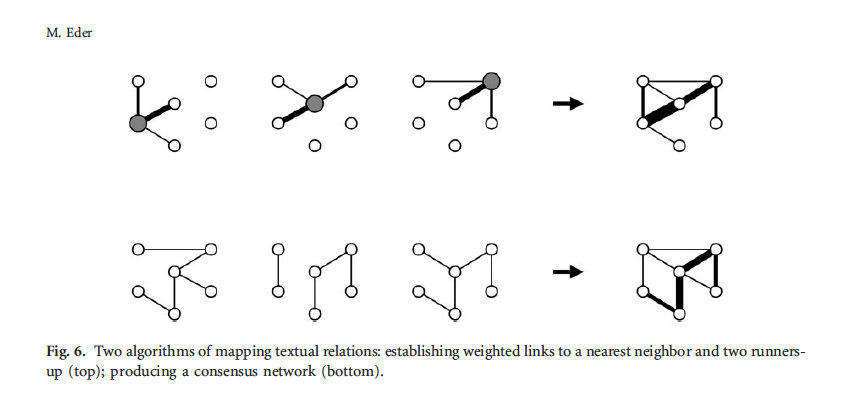 M. Eder
Fig. 6. Two algorithms of mapping textual relations: establishing weighted links to a nearest neighbor and two runners-
up (top); producing a consensus network (bottom).